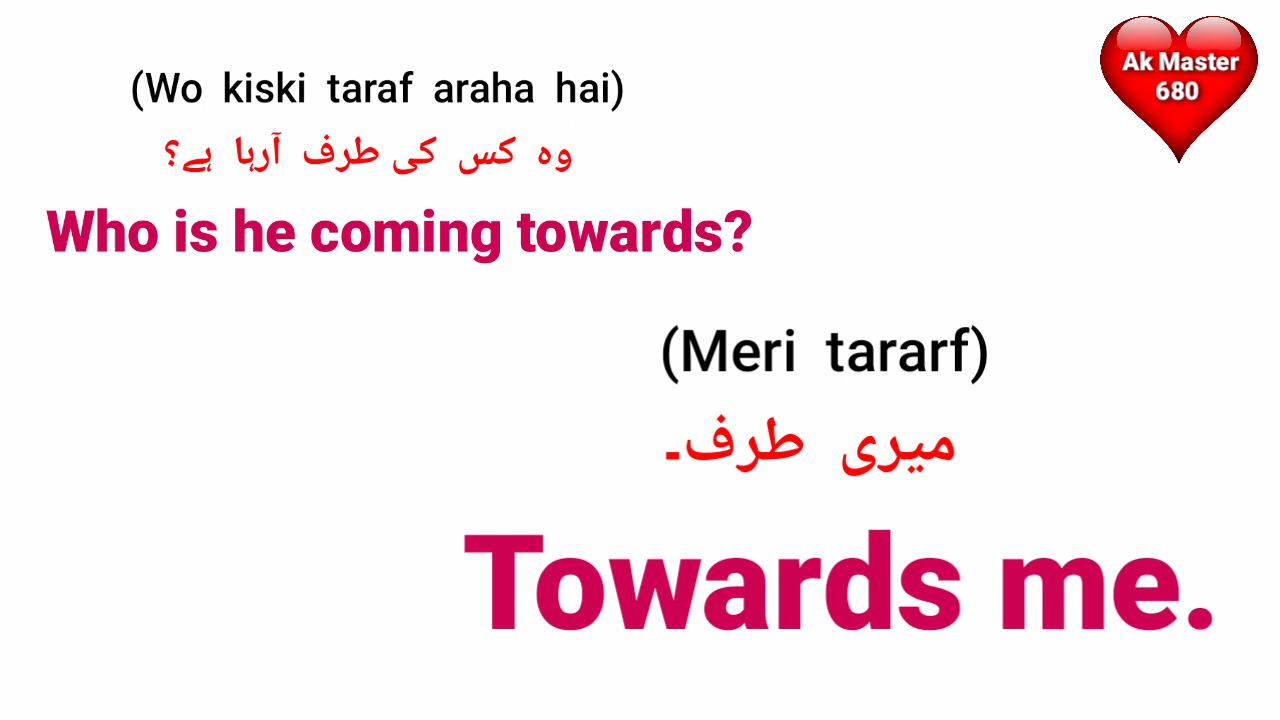 (Wo kiski taraf araha hai)
وہ کس کی طرف آرہا ہے؟
Who is he coming towards?
(Meri tararf)
میری طرف۔
Towards me.
Ak Master
680